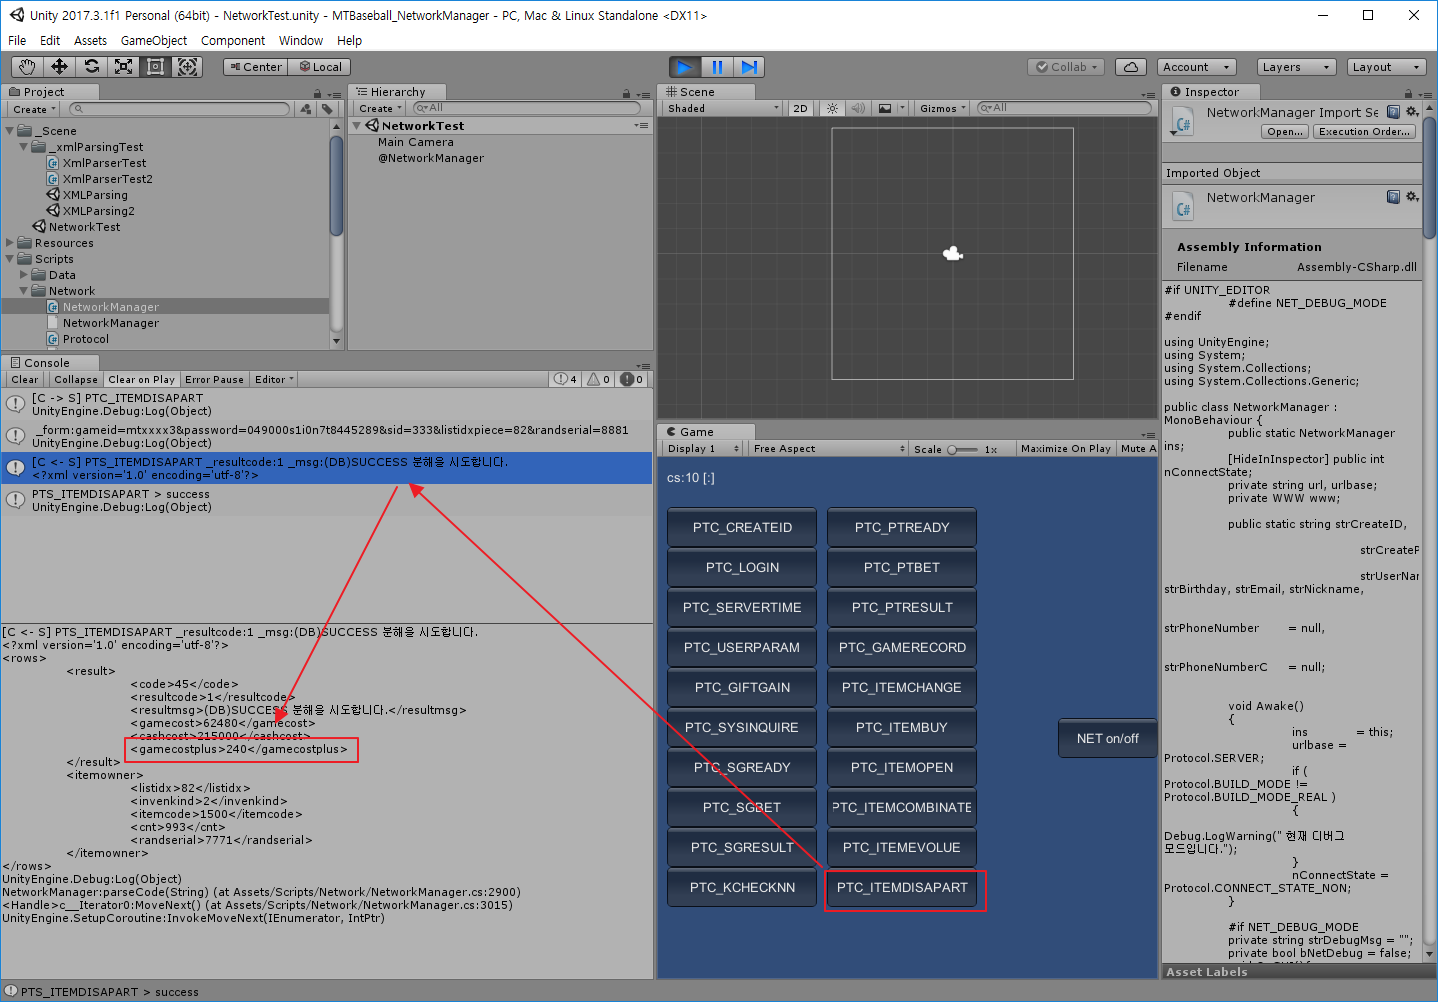 Unity 2017.3.1f1 Personal (64bit) - NetworkTest.unity - MTBaseball_NetworkManager - PC, Mac & Linux Standalone <DX11>
File Edit Assets GameObject Component Window Help
Center Local Collab Account Layers Layout
Project
Create
_Scene
_xmlParsingTest
XmlParserTest
XmlParserTest2
XMLParsing
XMLParsing2
NetworkTest
Resources
Scripts
Data
Network
NetworkManager
NetworkManager
Protocol
Hierarchy
Create All
NetworkTest
Main Camera
@NetworkManager
Scene
Shaded 2D Gizmos All
Console
Clear Collapse Clear on Play Error Pause Editor 4 0 0
[C -> S] PTC_ITEMDISAPART
UnityEngine.Debug:Log(Object)
_form:gameid=mtxxxx3&password=049000s1i0n7t8445289&sid=333&listidxpiece=82&randserial=8881
UnityEngine.Debug:Log(Object)
[C <- S] PTS_ITEMDISAPART _resultcode:1 _msg:(DB)SUCCESS 분해을 시도합니다.
<?xml version='1.0' encoding='utf-8'?>
PTS_ITEMDISAPART > success
UnityEngine.Debug:Log(Object)
[C <- S] PTS_ITEMDISAPART _resultcode:1 _msg:(DB)SUCCESS 분해을 시도합니다.
<?xml version='1.0' encoding='utf-8'?>
<rows>
<result>
<code>45</code>
<resultcode>1</resultcode>
<resultmsg>(DB)SUCCESS 분해을 시도합니다.</resultmsg>
<gamecost>62480</gamecost>
<cashcost>215000</cashcost>
<gamecostplus>240</gamecostplus>
</result>
<itemowner>
<listidx>82</listidx>
<invenkind>2</invenkind>
<itemcode>1500</itemcode>
<cnt>993</cnt>
<randserial>7771</randserial>
</itemowner>
</rows>
UnityEngine.Debug:Log(Object)
NetworkManager:parseCode(String) (at Assets/Scripts/Network/NetworkManager.cs:2900)
<Handle>c__Iterator0:MoveNext() (at Assets/Scripts/Network/NetworkManager.cs:3015)
UnityEngine.SetupCoroutine:InvokeMoveNext(IEnumerator, IntPtr)
PTS_ITEMDISAPART > success
Game
Display 1 Free Aspect Scale 1x Maximize On Play Mute A
cs:10 [:]
PTC_CREATEID PTC_PTREADY
PTC_LOGIN PTC_PTBET
PTC_SERVERTIME PTC_PTRESULT
PTC_USERPARAM PTC_GAMERECORD
PTC_GIFTGAIN PTC_ITEMCHANGE
PTC_SYSINQUIRE PTC_ITEMBUY
NET on/off
PTC_SGREADY PTC_ITEMOPEN
PTC_SGBET PTC_ITEMCOMBINATE
PTC_SGRESULT PTC_ITEMEVOLUE
PTC_KCHECKNN PTC_ITEMDISAPART
Inspector
NetworkManager Import Se
Open... Execution Order...
Imported Object
NetworkManager
Assembly Information
Filename Assembly-CSharp.dll
#if UNITY_EDITOR
#define NET_DEBUG_MODE
#endif
using UnityEngine;
using System;
using System.Collections;
using System.Collections.Generic;
public class NetworkManager :
MonoBehaviour {
public static NetworkManager
ins;
[HideInInspector] public int
nConnectState;
private string url, urlbase;
private WWW www;
public static string strCreateID,
strCreateP
strUserNar
strBirthday, strEmail, strNickname,
strPhoneNumber = null,
strPhoneNumberC = null;
void Awake()
{
ins = this;
urlbase =
Protocol.SERVER;
if (
Protocol.BUILD_MODE !=
Protocol.BUILD_MODE_REAL )
{
Debug.LogWarning(" 현재 디버그
모드입니다.");
}
nConnectState =
Protocol.CONNECT_STATE_NON;
}
#if NET_DEBUG_MODE
private string strDebugMsg = "";
private bool bNetDebug = false;
Asset Labels